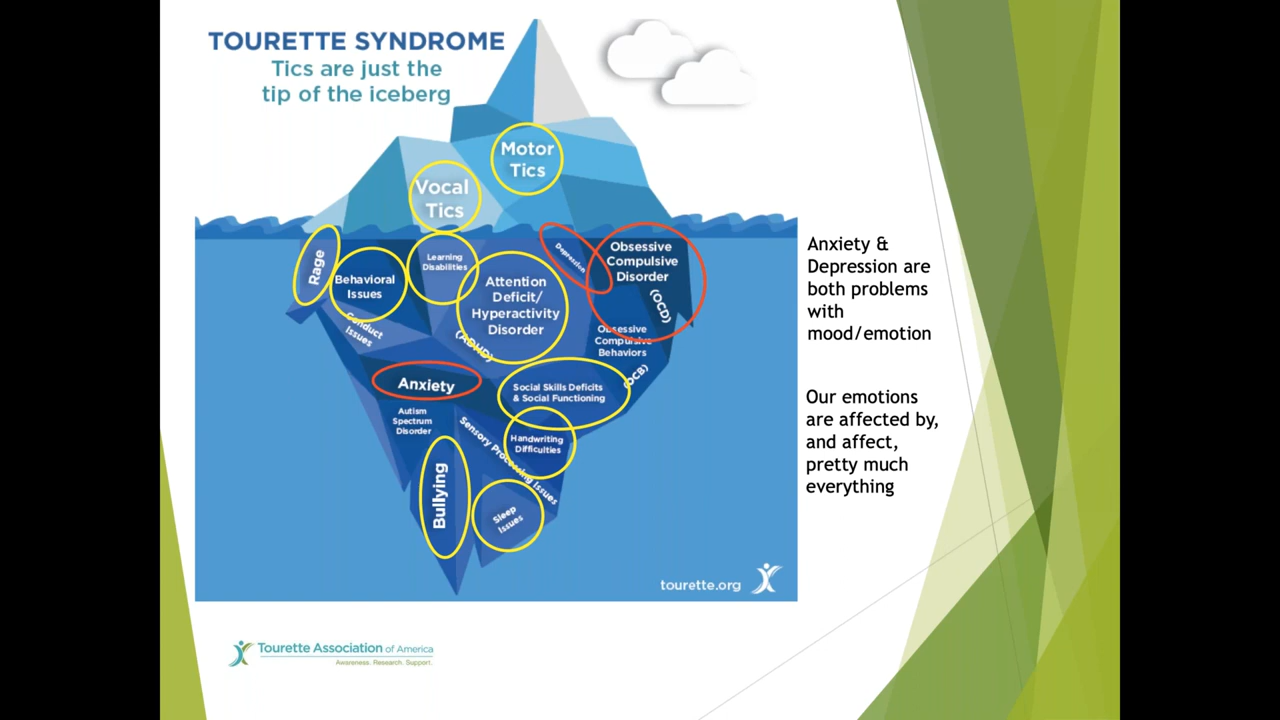 TOURETTE SYNDROME
Tics are just the
tip of the iceberg
Motor
Tics
Vocal
Tics
Rage
Behavioral
Issues
Learning
Disabilities
Attention
Deficit/
Hyperactivity
Disorder
(ADHD)
Depression
Obsessive
Compulsive
Disorder
(OCD)
Conduct
Issues
Obsessive
Compulsive
Behaviors
(OCB)
Anxiety
Social Skills Deficits
& Social Functioning
Autism
Spectrum
Disorder
Sensory Processing Issues
Handwriting
Difficulties
Bullying
Sleep
Issues
tourette.org
Anxiety &
Depression are
both problems
with
mood/emotion
Our emotions
are affected by,
and affect,
pretty much
everything
Tourette Association of America
Awareness. Research. Support.